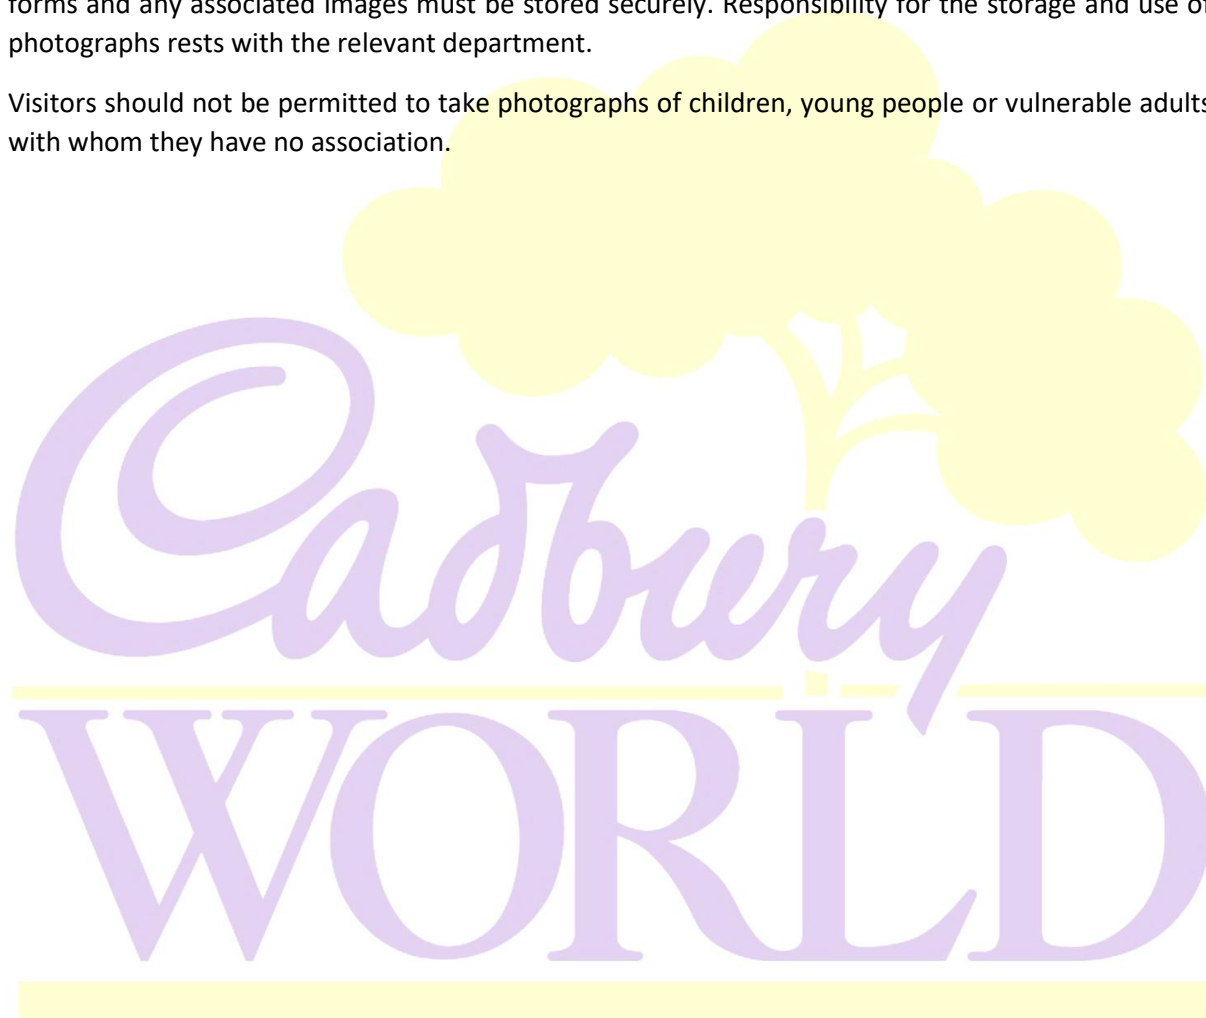 forms and any associated images must be stored securely. Responsibility for the storage and use of
photographs rests with the relevant department.
Visitors should not be permitted to take photographs of children, young people or vulnerable adults
with whom they have no association.
Cadbury
WORLD